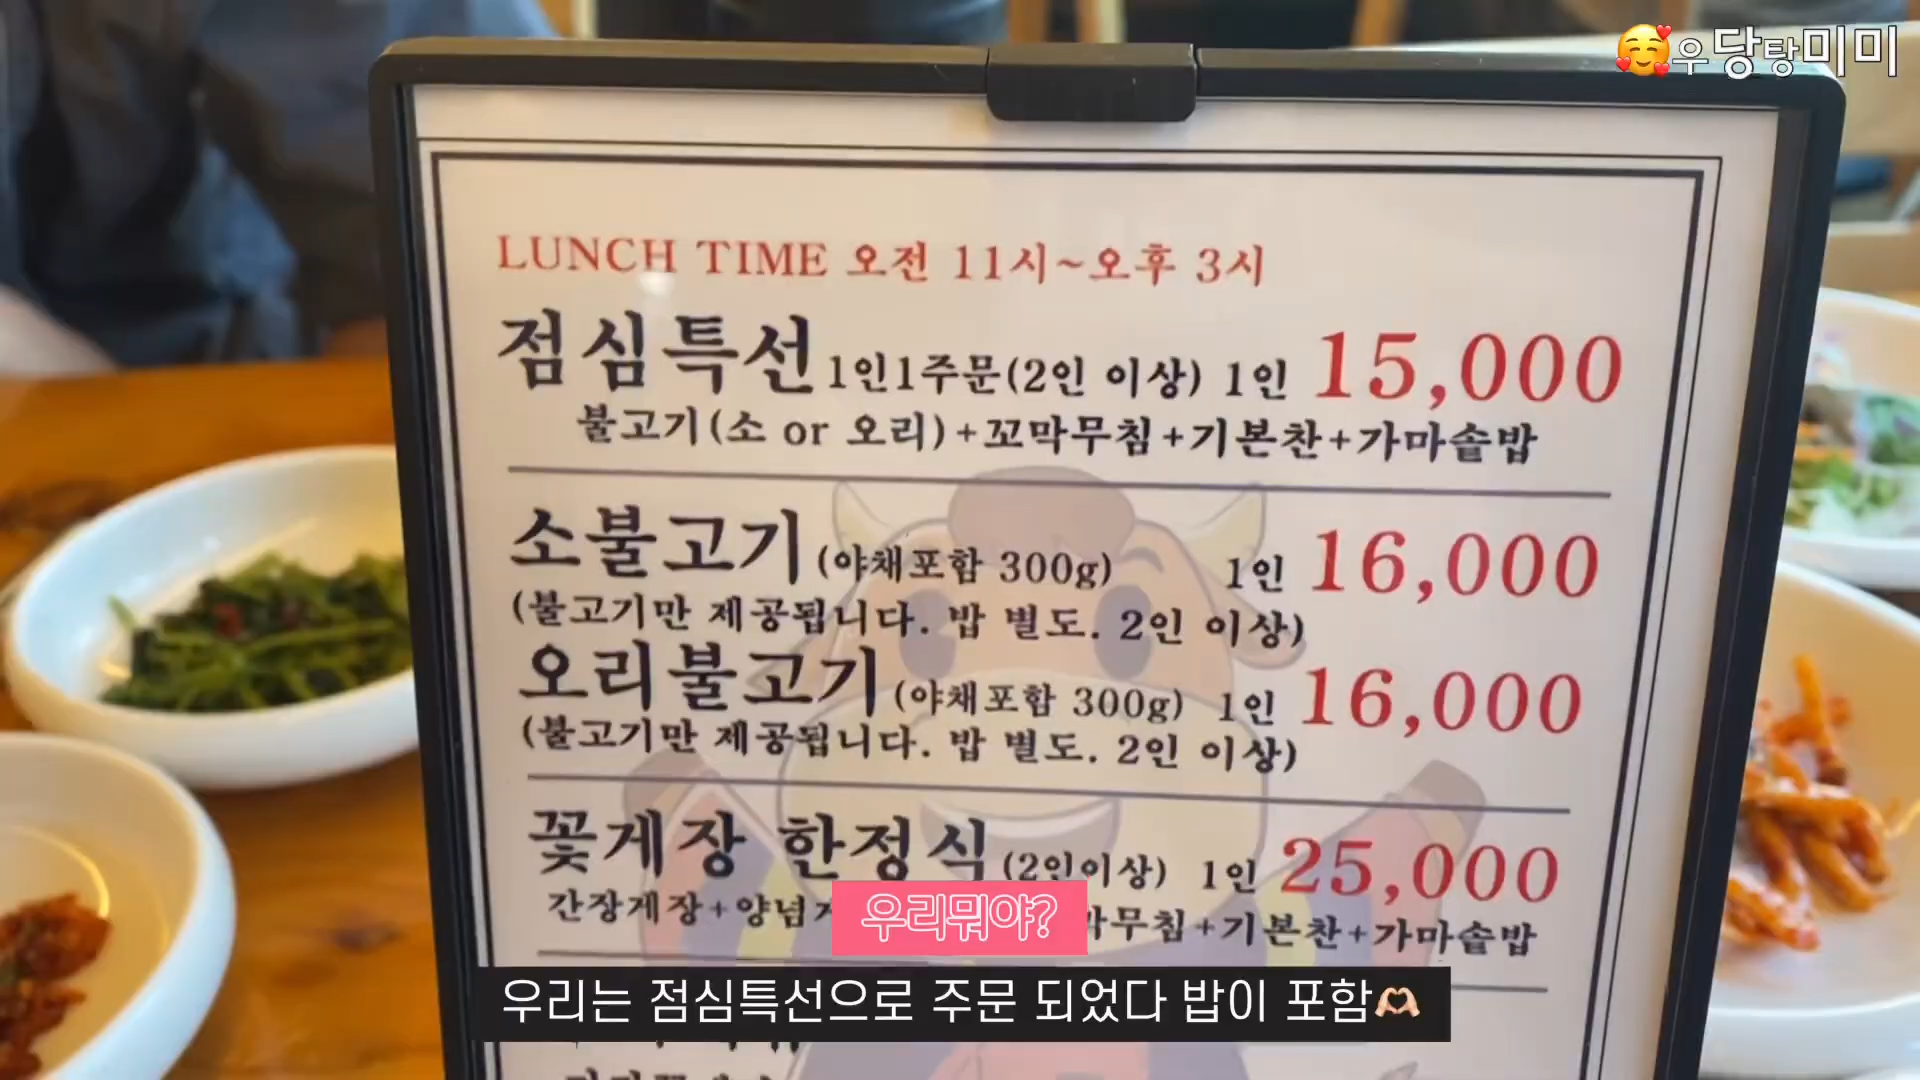 우당탕미미
LUNCH TIME 오전 11시~오후 3시
점심특선 1인1주문(2인 이상) 1인 15,000
불고기(소 or 오리)+꼬막무침+기본찬+가마솥밥
소불고기 (야채포함 300g) 1인 16,000
(불고기만 제공됩니다. 밥 별도. 2인 이상)
오리불고기 (야채포함 300g) 1인 16,000
(불고기만 제공됩니다. 밥 별도. 2인 이상)
꽃게장 한정식 (2인이상) 1인 25,000
간장게장+양념 무침+기본찬+가마솥밥
우리뭐야?
우리는 점심특선으로 주문 되었다 밥이 포함